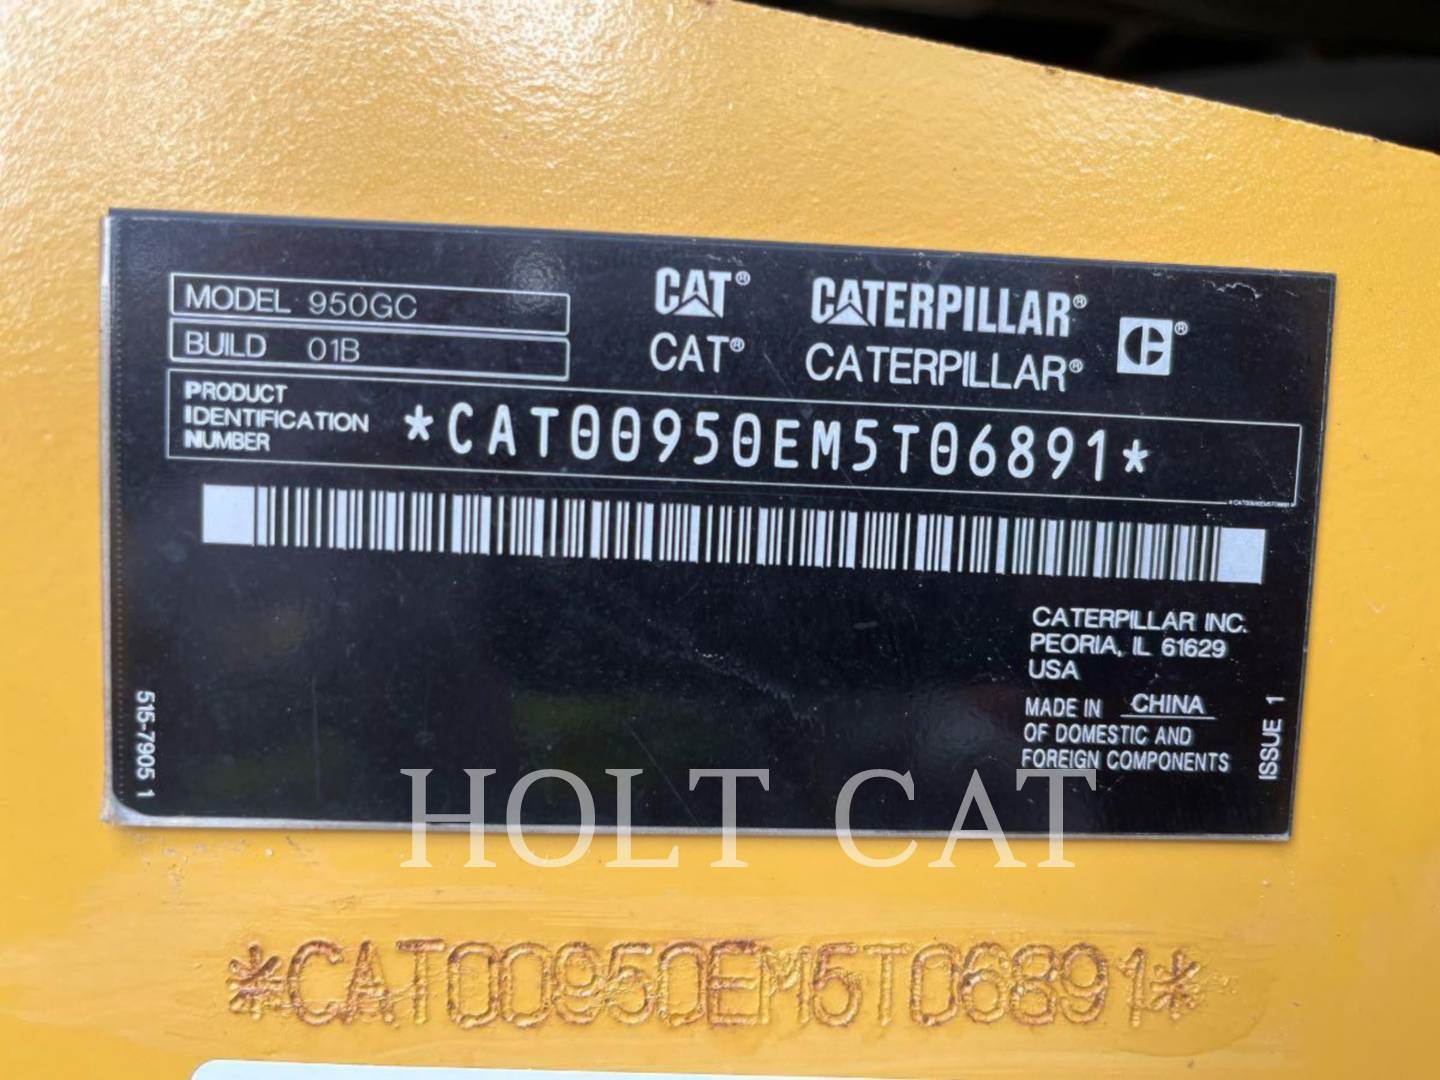 MODEL 950GC
BUILD 01B
CAT® CATERPILLAR®
CAT® CATERPILLAR® C®
PRODUCT
IDENTIFICATION
NUMBER
*CAT00950EM5T06891*
CATERPILLAR INC.
PEORIA, IL 61629
USA
MADE IN CHINA
OF DOMESTIC AND
FOREIGN COMPONENTS
515-7905 1
ISSUE 1
HOLT CAT
*CAT00950EM5T06891*